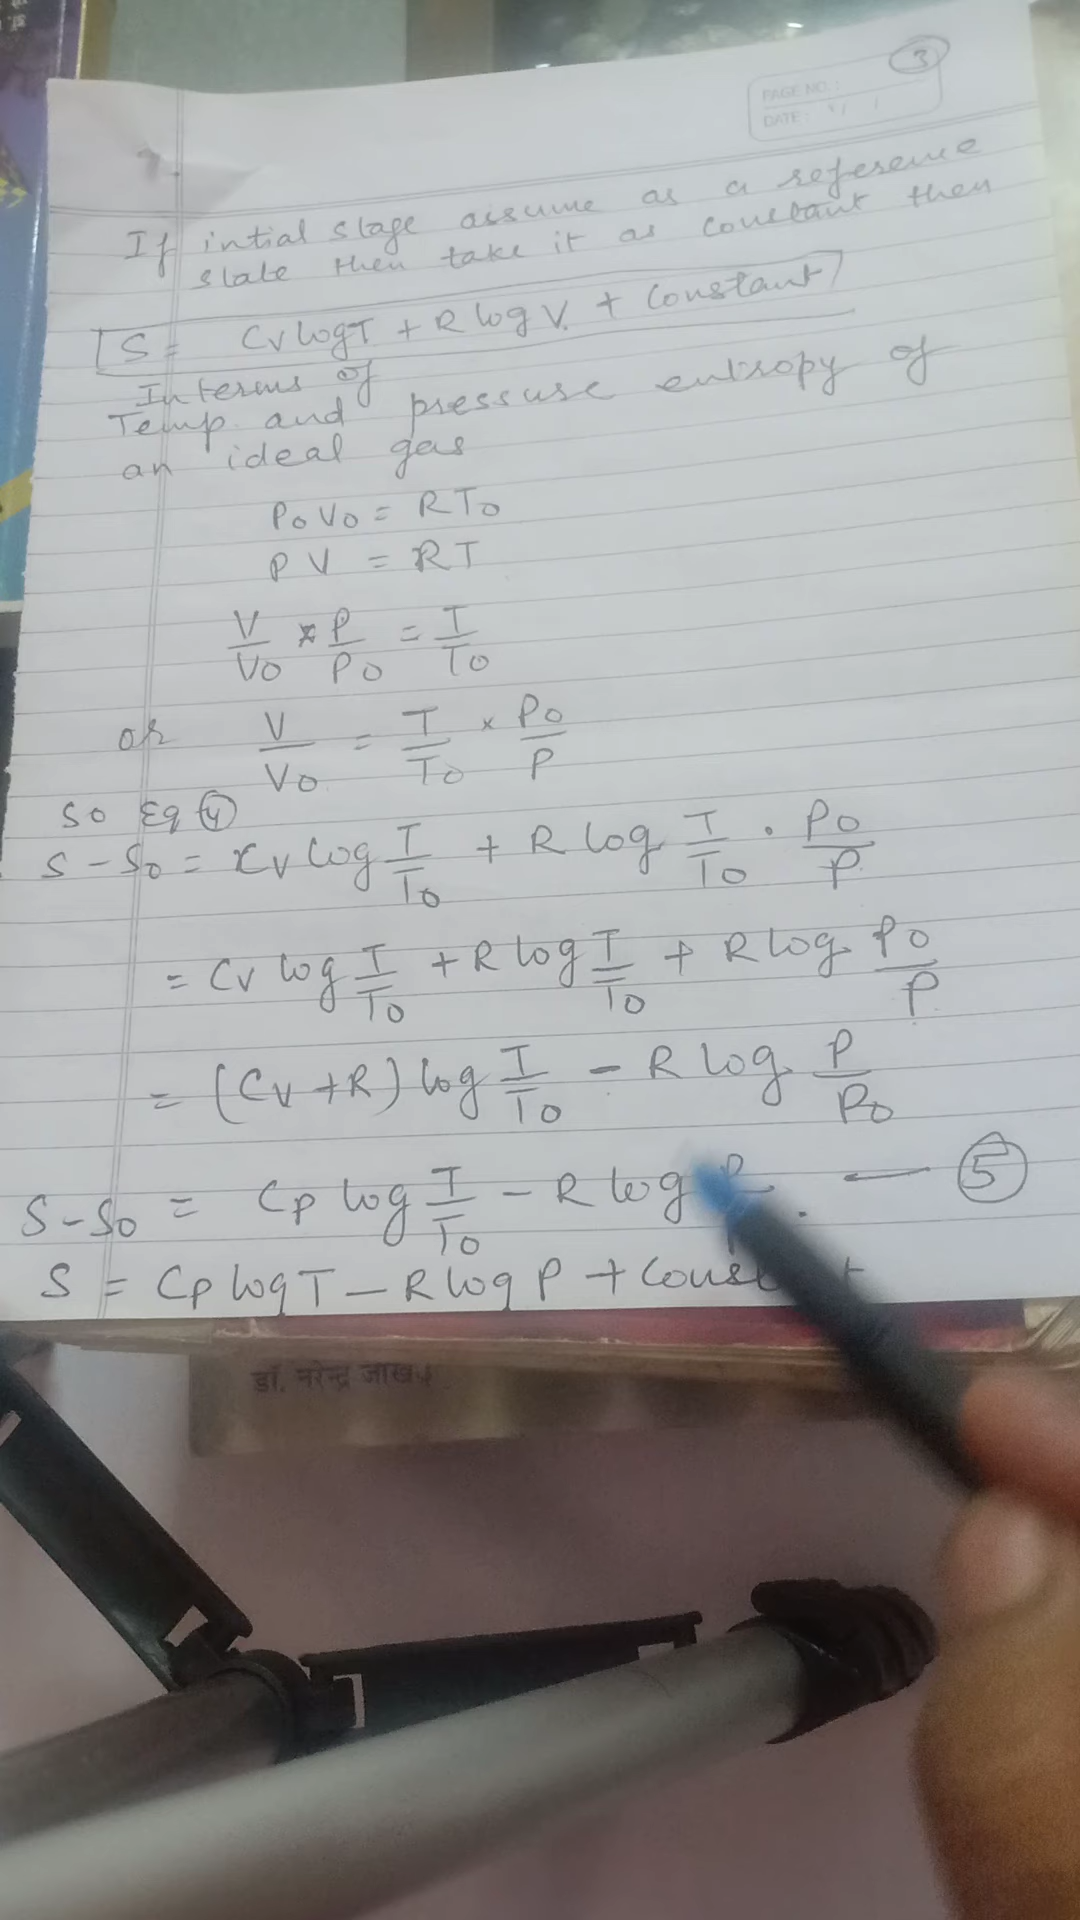 3
PAGE NO.:
DATE: / /
If intial stage assume as a reference
state then take it as constant then
S = Cv log T + R log V + Constant
Interms of
Temp. and pressure entropy of
an ideal gas
P0 V0 = RT0
P V = RT
V/V0 × P/P0 = T/T0
or V/V0 = T/T0 × P0/P
so Eq ④
S - S0 = Cv log T/T0 + R log T/T0 . P0/P
= Cv log T/T0 + R log T/T0 + R log P0/P
= (Cv + R) log T/T0 - R log P/P0
S - S0 = Cp log T/T0 - R log P — ⑤
S = Cp log T - R log P +
डॉ. नरेन्द्र जाखड़